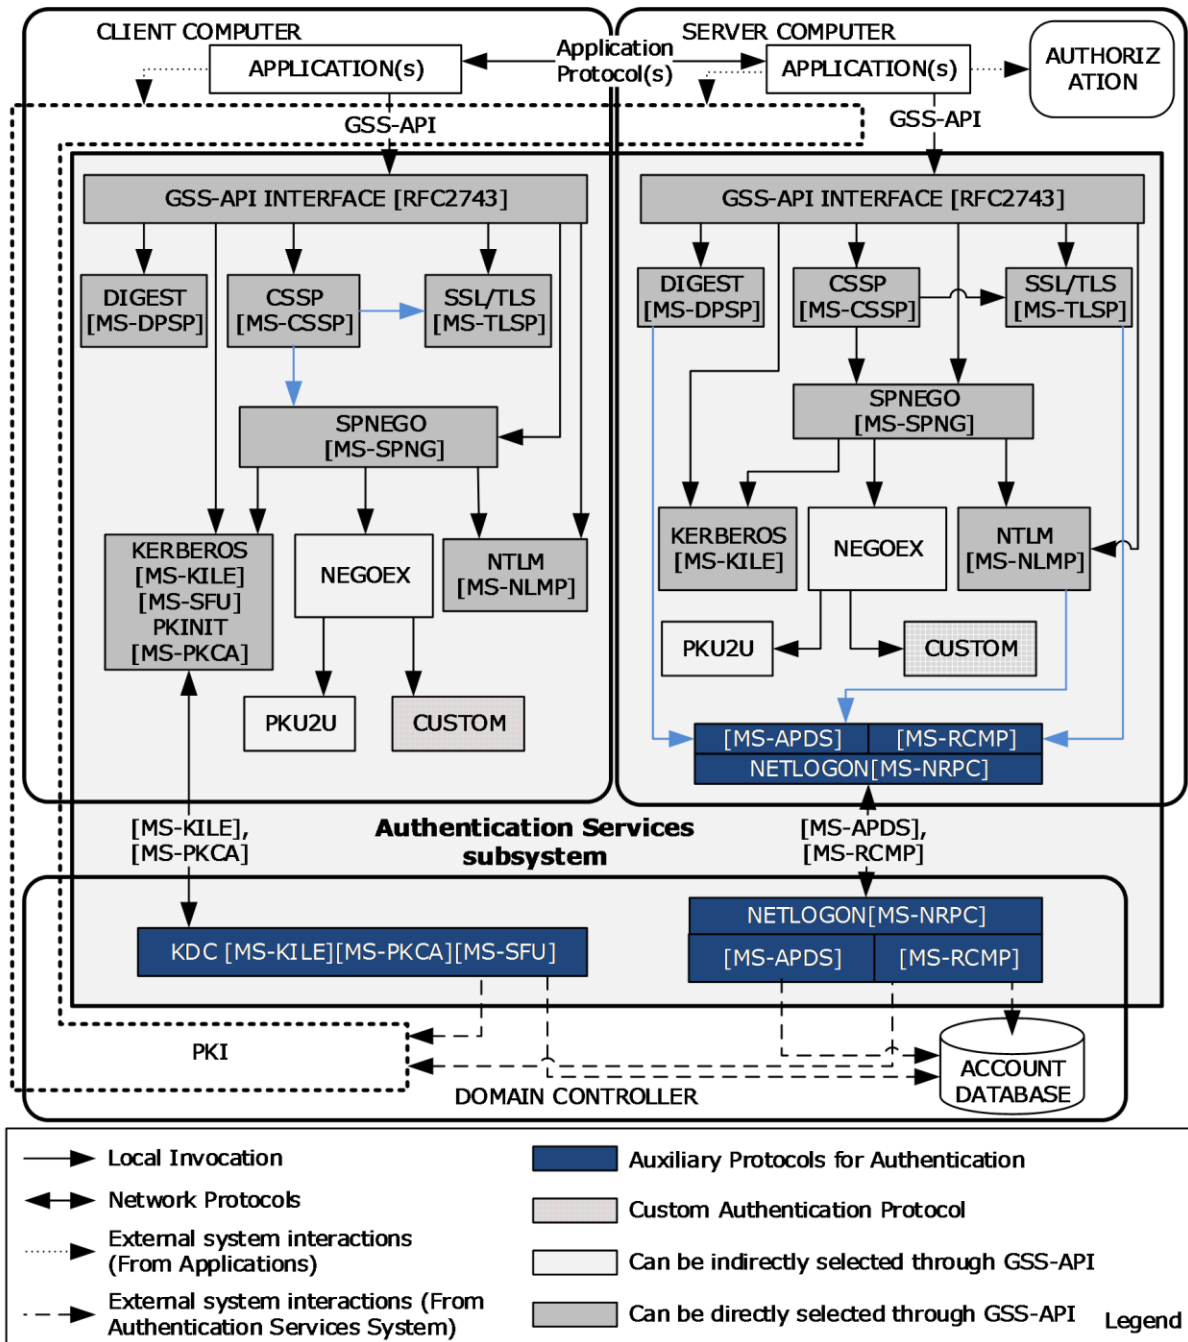 CLIENT COMPUTER
SERVER COMPUTER
APPLICATION(s)
Application
Protocol(s)
APPLICATION(s)
AUTHORIZ
ATION
GSS-API
GSS-API
GSS-API INTERFACE [RFC2743]
GSS-API INTERFACE [RFC2743]
DIGEST
[MS-DPSP]
CSSP
[MS-CSSP]
SSL/TLS
[MS-TLSP]
DIGEST
[MS-DPSP]
CSSP
[MS-CSSP]
SSL/TLS
[MS-TLSP]
SPNEGO
[MS-SPNG]
SPNEGO
[MS-SPNG]
KERBEROS
[MS-KILE]
[MS-SFU]
PKINIT
[MS-PKCA]
NEGOEX
NTLM
[MS-NLMP]
KERBEROS
[MS-KILE]
NEGOEX
NTLM
[MS-NLMP]
PKU2U
CUSTOM
PKU2U
CUSTOM
[MS-APDS]
[MS-RCMP]
NETLOGON[MS-NRPC]
[MS-KILE],
[MS-PKCA]
Authentication Services
subsystem
[MS-APDS],
[MS-RCMP]
KDC [MS-KILE][MS-PKCA][MS-SFU]
NETLOGON[MS-NRPC]
[MS-APDS]
[MS-RCMP]
PKI
DOMAIN CONTROLLER
ACCOUNT
DATABASE
Local Invocation
Network Protocols
External system interactions
(From Applications)
External system interactions (From
Authentication Services System)
Auxiliary Protocols for Authentication
Custom Authentication Protocol
Can be indirectly selected through GSS-API
Can be directly selected through GSS-API
Legend